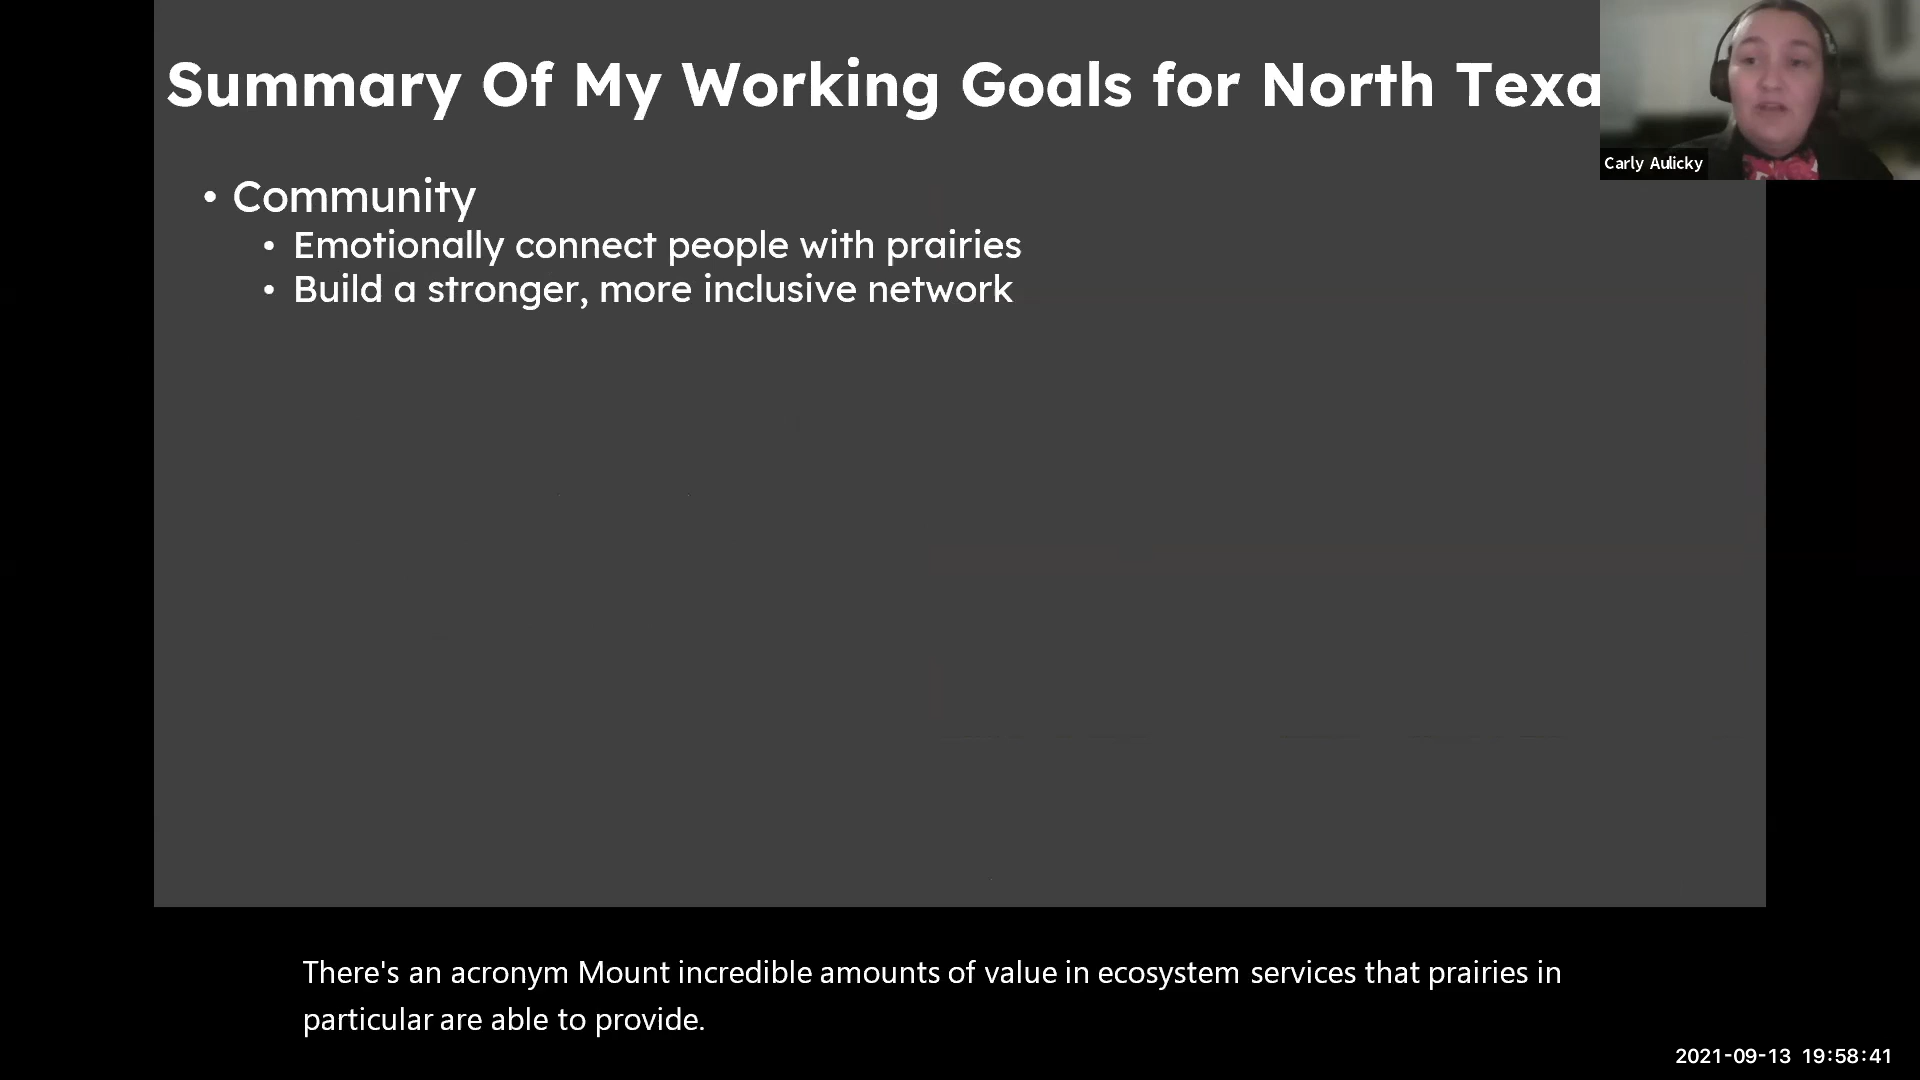 Summary Of My Working Goals for North Texa
Carly Aulicky
• Community
• Emotionally connect people with prairies
• Build a stronger, more inclusive network
There's an acronym Mount incredible amounts of value in ecosystem services that prairies in
particular are able to provide.
2021-09-13 19:58:41